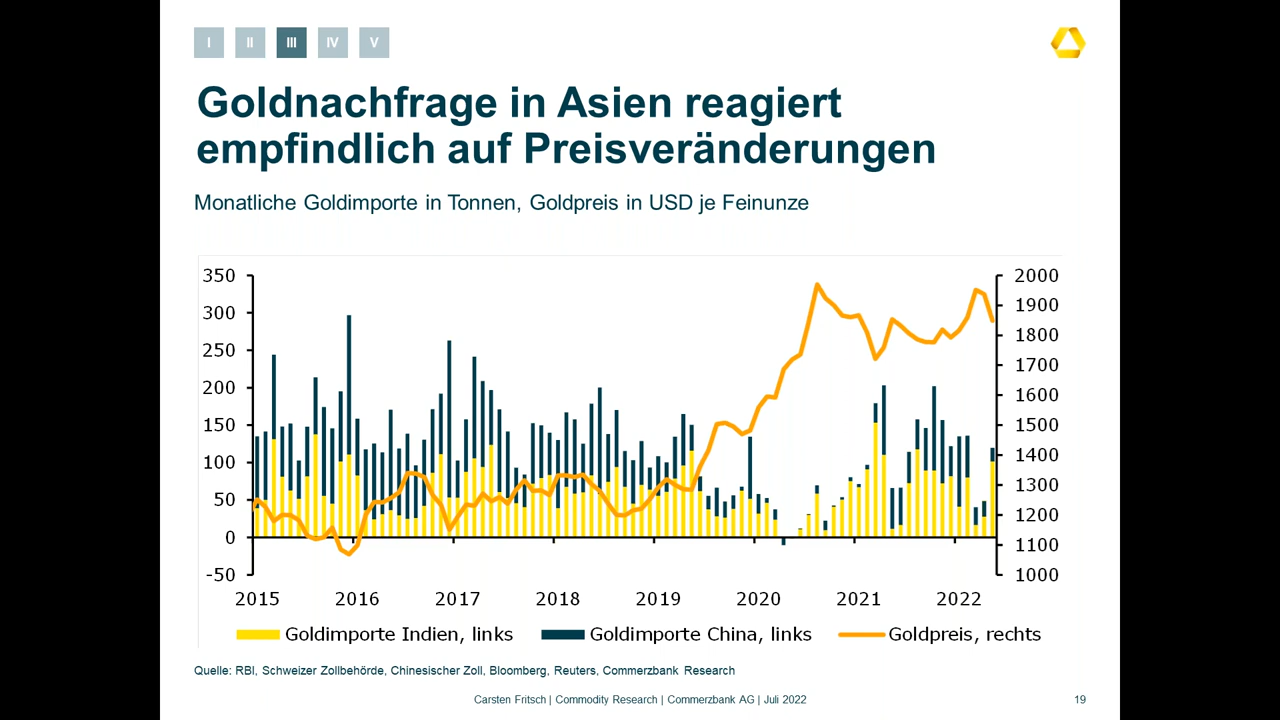 I II III IV V
Goldnachfrage in Asien reagiert
empfindlich auf Preisveränderungen
Monatliche Goldimporte in Tonnen, Goldpreis in USD je Feinunze
350 2000
300 1900
250 1800
200 1700
150 1600
100 1500
50 1400
0 1300
-50 1200
1100
1000
2015 2016 2017 2018 2019 2020 2021 2022
Goldimporte Indien, links Goldimporte China, links Goldpreis, rechts
Quelle: RBI, Schweizer Zollbehörde, Chinesischer Zoll, Bloomberg, Reuters, Commerzbank Research
Carsten Fritsch | Commodity Research | Commerzbank AG | Juli 2022 19